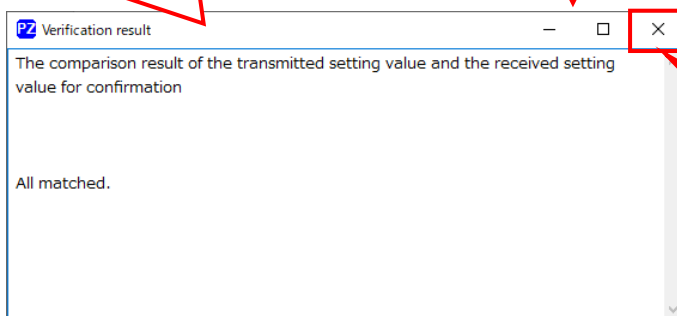 PZ Verification result
The comparison result of the transmitted setting value and the received setting
value for confirmation
All matched.